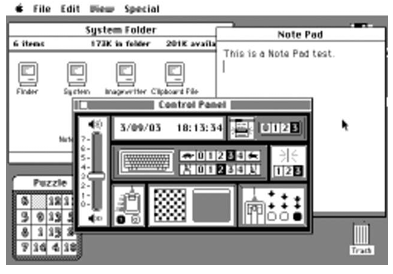 File Edit View Special
System Folder
6 items 173K in folder 201K availa
Finder System Imagewriter Clipboard File
Note Pad
This is a Note Pad test.
Control Panel
3/09/03 18:13:34
0 1 2 3
7
6
5
4
3
2
1
0
0 1 2 3 4
0 1 2 3 4
1 2 3
Note
Puzzle
Trash